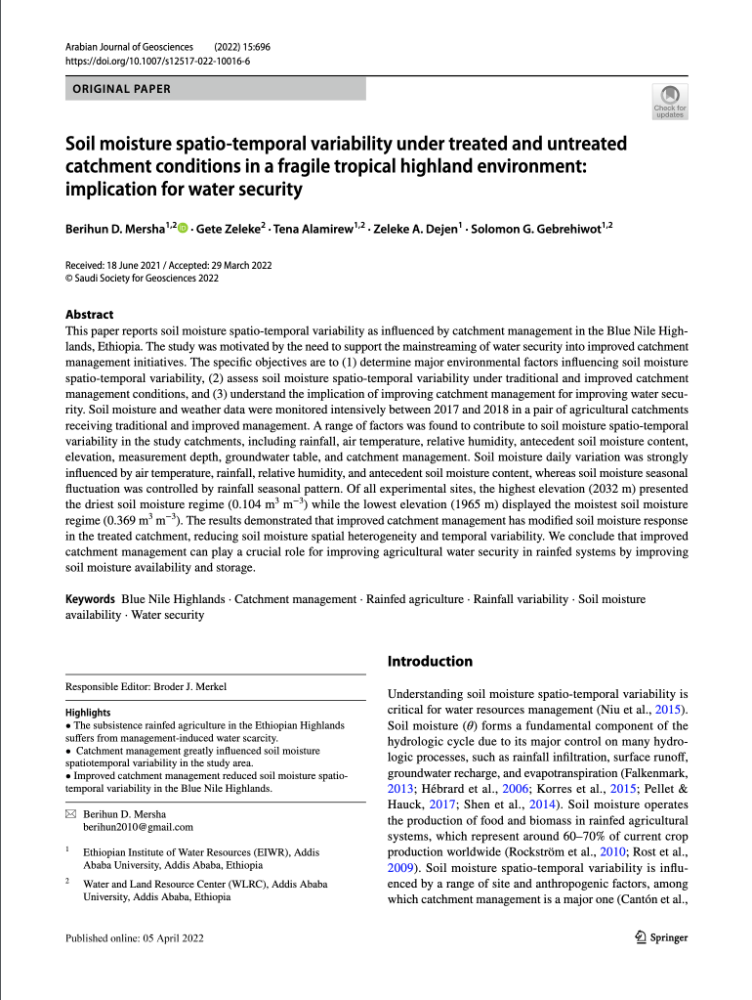 Arabian Journal of Geosciences (2022) 15:696
https://doi.org/10.1007/s12517-022-10016-6
ORIGINAL PAPER
Check for
updates
Soil moisture spatio-temporal variability under treated and untreated
catchment conditions in a fragile tropical highland environment:
implication for water security
Berihun D. Mersha1,2 iD · Gete Zeleke2 · Tena Alamirew1,2 · Zeleke A. Dejen1 · Solomon G. Gebrehiwot1,2
Received: 18 June 2021 / Accepted: 29 March 2022
© Saudi Society for Geosciences 2022
Abstract
This paper reports soil moisture spatio-temporal variability as influenced by catchment management in the Blue Nile High-
lands, Ethiopia. The study was motivated by the need to support the mainstreaming of water security into improved catchment
management initiatives. The specific objectives are to (1) determine major environmental factors influencing soil moisture
spatio-temporal variability, (2) assess soil moisture spatio-temporal variability under traditional and improved catchment
management conditions, and (3) understand the implication of improving catchment management for improving water secu-
rity. Soil moisture and weather data were monitored intensively between 2017 and 2018 in a pair of agricultural catchments
receiving traditional and improved management. A range of factors was found to contribute to soil moisture spatio-temporal
variability in the study catchments, including rainfall, air temperature, relative humidity, antecedent soil moisture content,
elevation, measurement depth, groundwater table, and catchment management. Soil moisture daily variation was strongly
influenced by air temperature, rainfall, relative humidity, and antecedent soil moisture content, whereas soil moisture seasonal
fluctuation was controlled by rainfall seasonal pattern. Of all experimental sites, the highest elevation (2032 m) presented
the driest soil moisture regime (0.104 m3 m−3) while the lowest elevation (1965 m) displayed the moistest soil moisture
regime (0.369 m3 m−3). The results demonstrated that improved catchment management has modified soil moisture response
in the treated catchment, reducing soil moisture spatial heterogeneity and temporal variability. We conclude that improved
catchment management can play a crucial role for improving agricultural water security in rainfed systems by improving
soil moisture availability and storage.
Keywords Blue Nile Highlands · Catchment management · Rainfed agriculture · Rainfall variability · Soil moisture
availability · Water security
Responsible Editor: Broder J. Merkel
Highlights
• The subsistence rainfed agriculture in the Ethiopian Highlands
suffers from management-induced water scarcity.
• Catchment management greatly influenced soil moisture
spatiotemporal variability in the study area.
• Improved catchment management reduced soil moisture spatio-
temporal variability in the Blue Nile Highlands.
Berihun D. Mersha
berihun2010@gmail.com
1 Ethiopian Institute of Water Resources (EIWR), Addis
Ababa University, Addis Ababa, Ethiopia
2 Water and Land Resource Center (WLRC), Addis Ababa
University, Addis Ababa, Ethiopia
Introduction
Understanding soil moisture spatio-temporal variability is
critical for water resources management (Niu et al., 2015).
Soil moisture (θ) forms a fundamental component of the
hydrologic cycle due to its major control on many hydro-
logic processes, such as rainfall infiltration, surface runoff,
groundwater recharge, and evapotranspiration (Falkenmark,
2013; Hébrard et al., 2006; Korres et al., 2015; Pellet &
Hauck, 2017; Shen et al., 2014). Soil moisture operates
the production of food and biomass in rainfed agricultural
systems, which represent around 60–70% of current crop
production worldwide (Rockström et al., 2010; Rost et al.,
2009). Soil moisture spatio-temporal variability is influ-
enced by a range of site and anthropogenic factors, among
which catchment management is a major one (Cantón et al.,
Published online: 05 April 2022
Springer